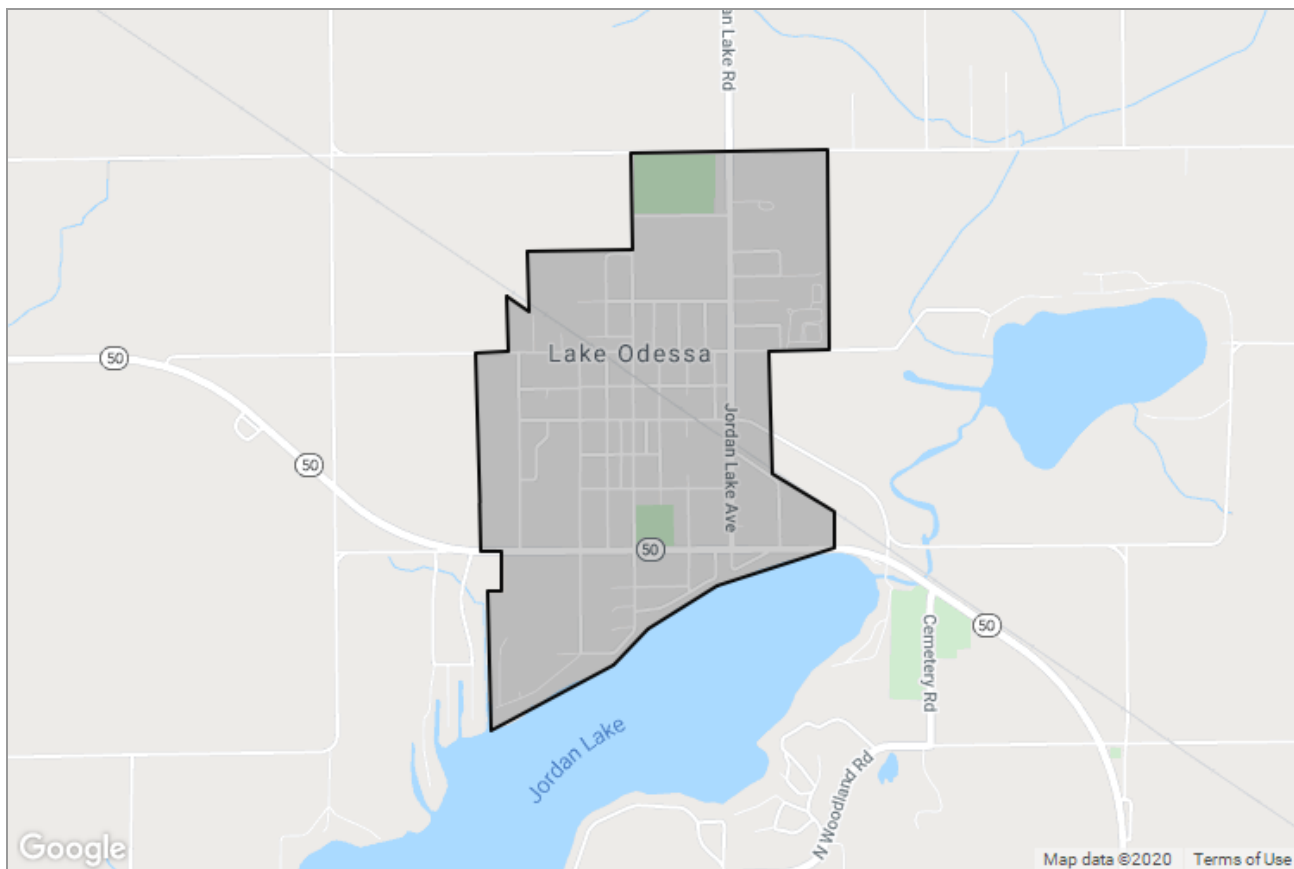 an Lake Rd
50
Lake Odessa
Jordan Lake Ave
50
50
50
Cemetery Rd
Jordan Lake
N Woodland Rd
Google
Map data ©2020 Terms of Use